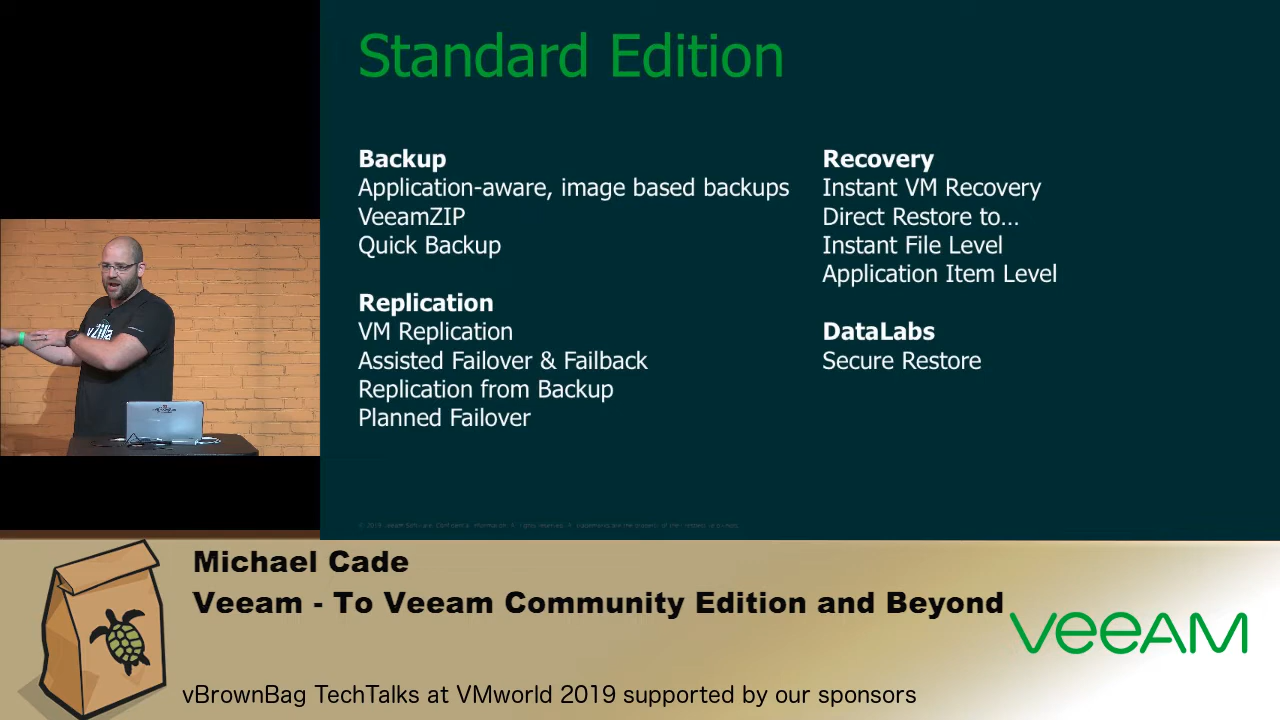 Standard Edition
Backup
Application-aware, image based backups
VeeamZIP
Quick Backup
Replication
VM Replication
Assisted Failover & Failback
Replication from Backup
Planned Failover
Recovery
Instant VM Recovery
Direct Restore to...
Instant File Level
Application Item Level
DataLabs
Secure Restore
Michael Cade
Veeam - To Veeam Community Edition and Beyond
VEEAM
vBrownBag TechTalks at VMworld 2019 supported by our sponsors